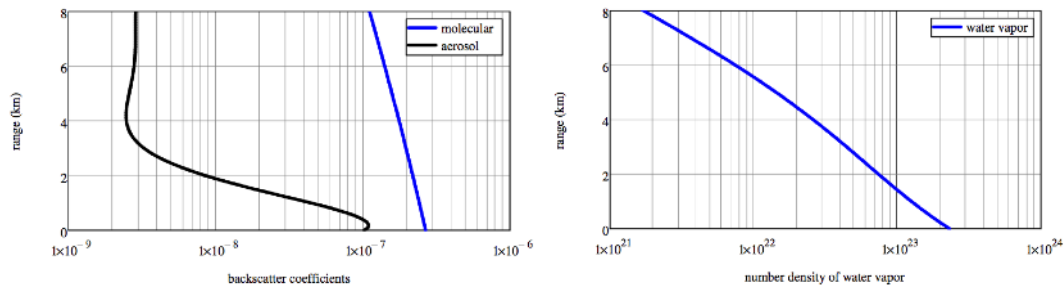 8
6
4
2
0
range (km)
molecular
aerosol
1×10⁻⁹
1×10⁻⁸
1×10⁻⁷
1×10⁻⁶
backscatter coefficients
8
6
4
2
0
range (km)
water vapor
1×10²¹
1×10²²
1×10²³
1×10²⁴
number density of water vapor